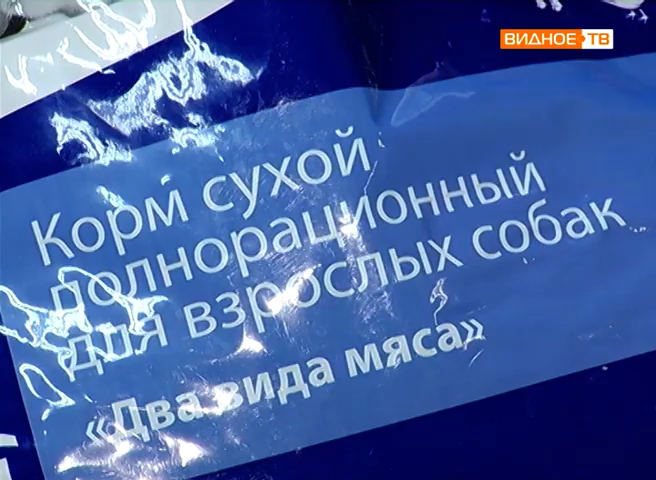 ВИДНОЕ ТВ
Корм сухой
полнорационный
для взрослых собак
«Два вида мяса»